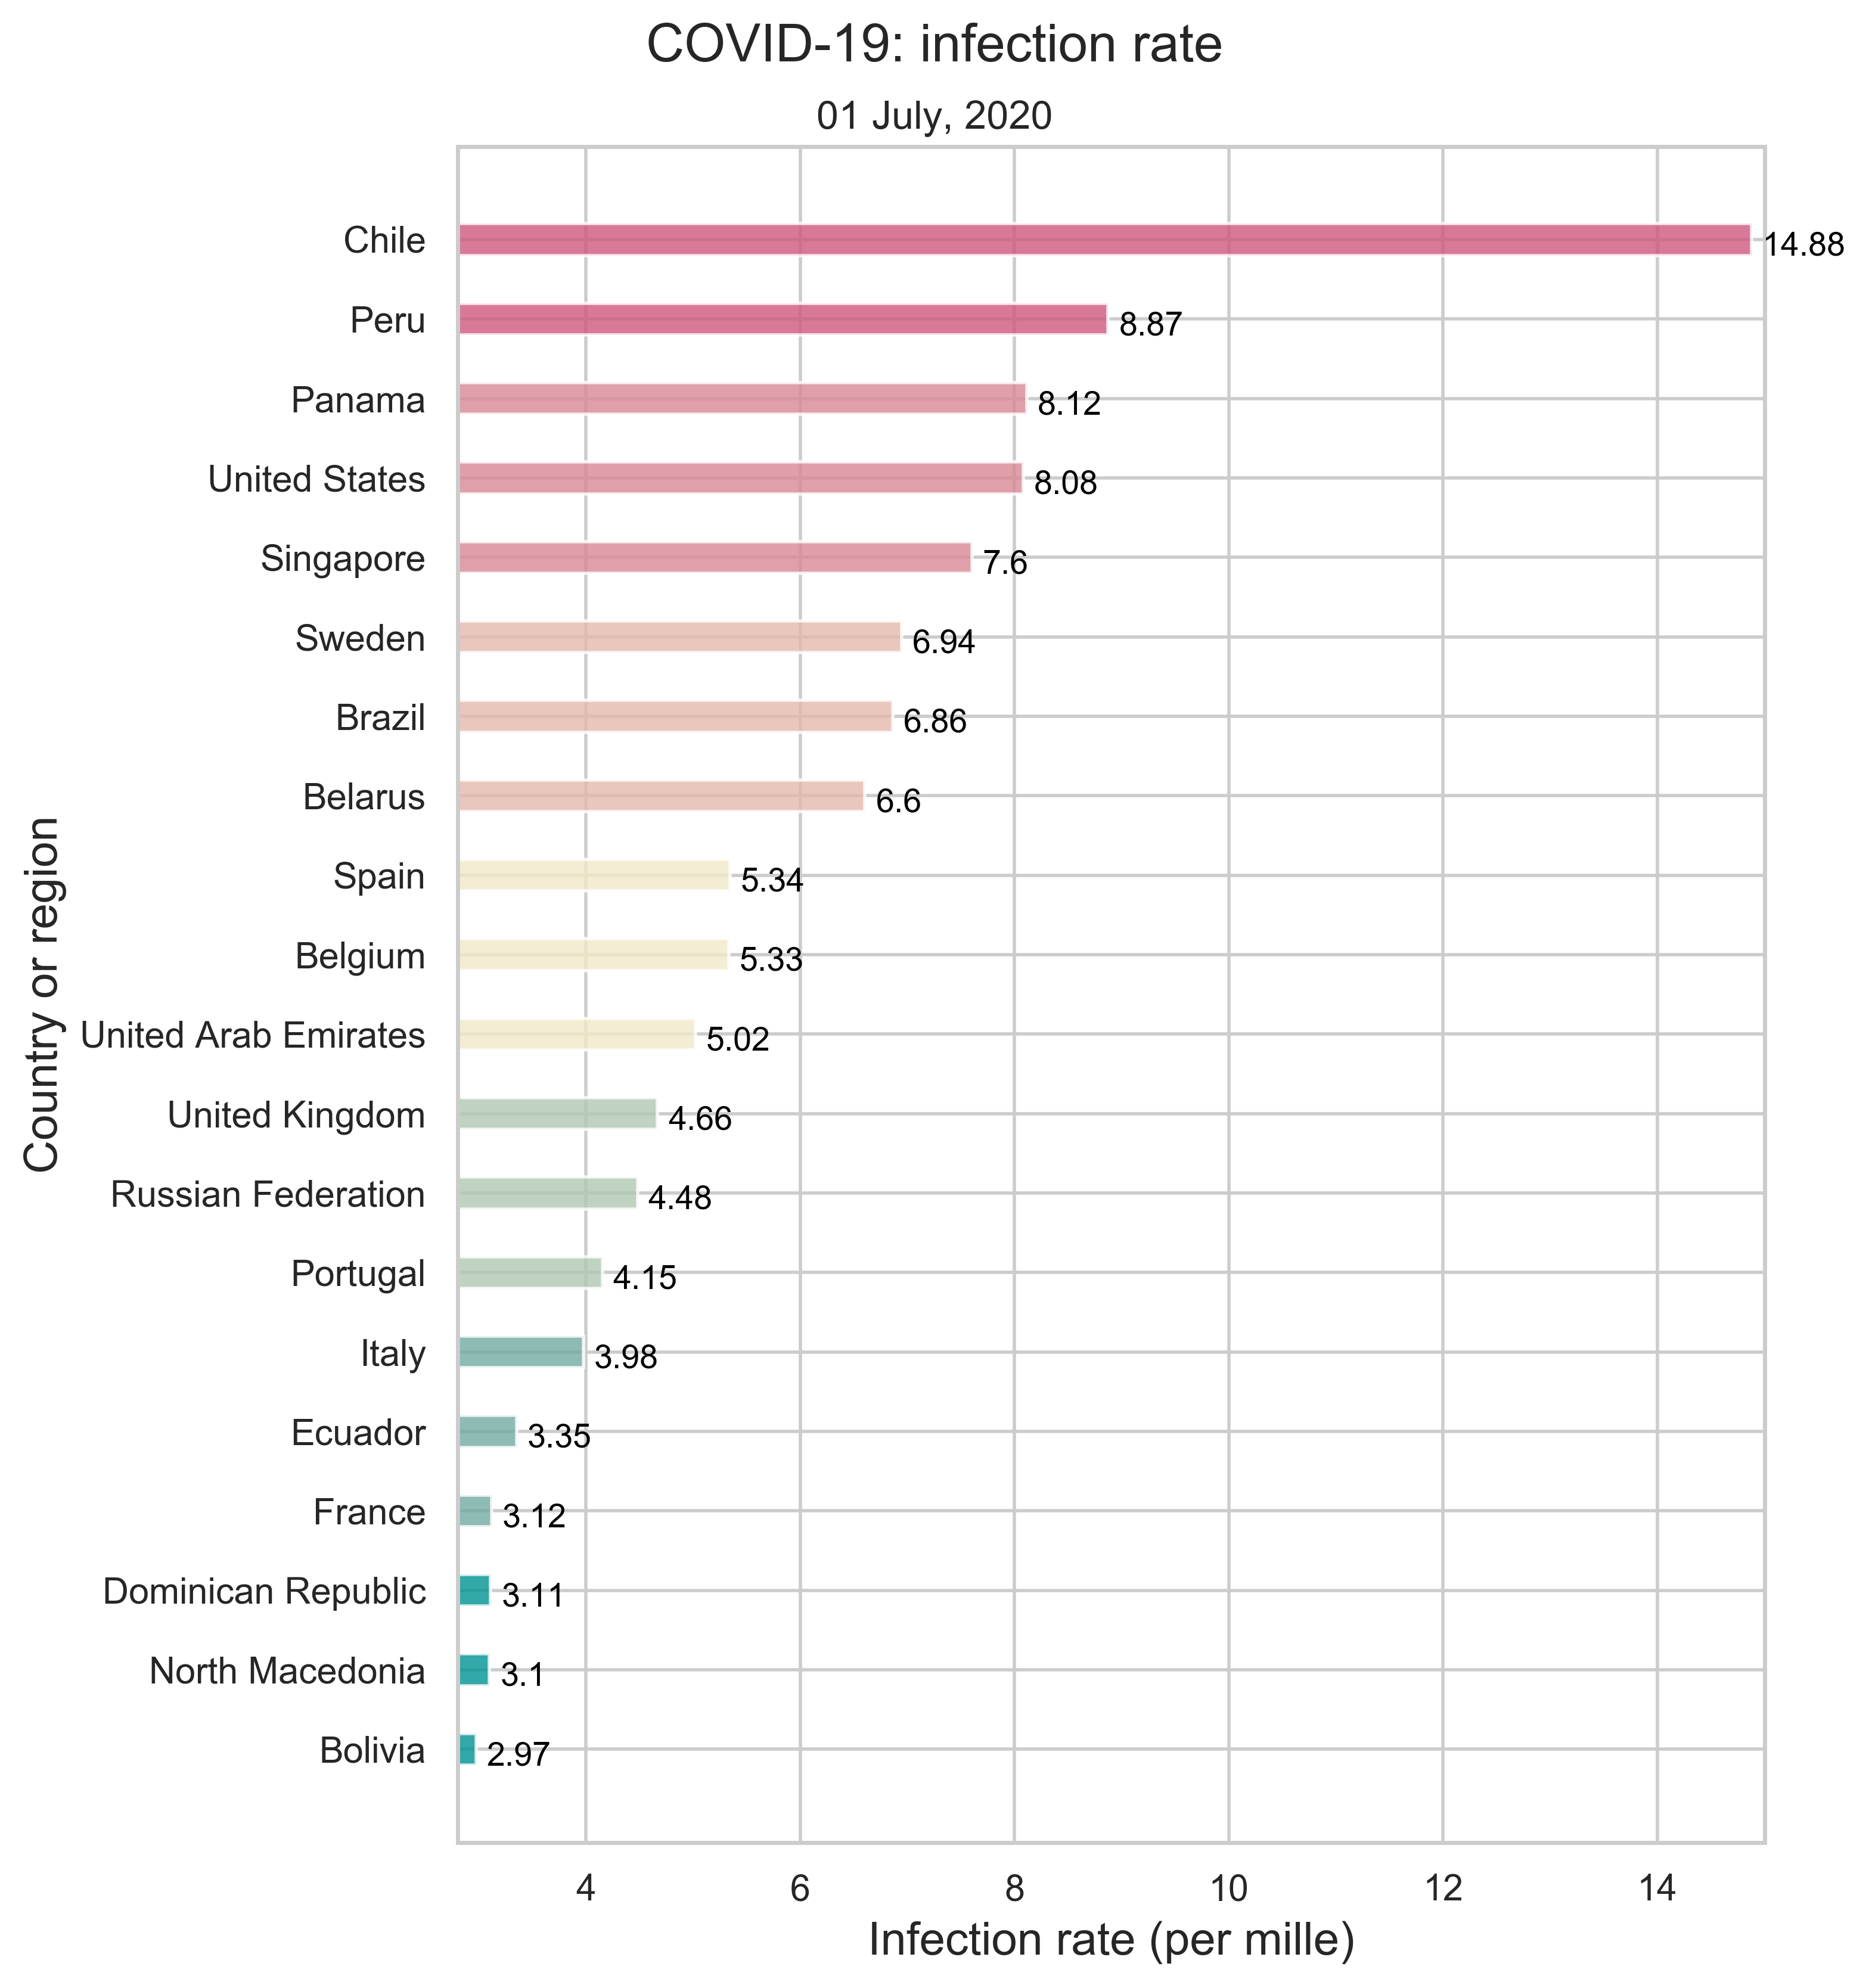 COVID-19: infection rate
01 July, 2020
Chile 14.88
Peru 8.87
Panama 8.12
United States 8.08
Singapore 7.6
Sweden 6.94
Brazil 6.86
Belarus 6.6
Spain 5.34
Belgium 5.33
United Arab Emirates 5.02
United Kingdom 4.66
Russian Federation 4.48
Portugal 4.15
Italy 3.98
Ecuador 3.35
France 3.12
Dominican Republic 3.11
North Macedonia 3.1
Bolivia 2.97
Country or region
4 6 8 10 12 14
Infection rate (per mille)